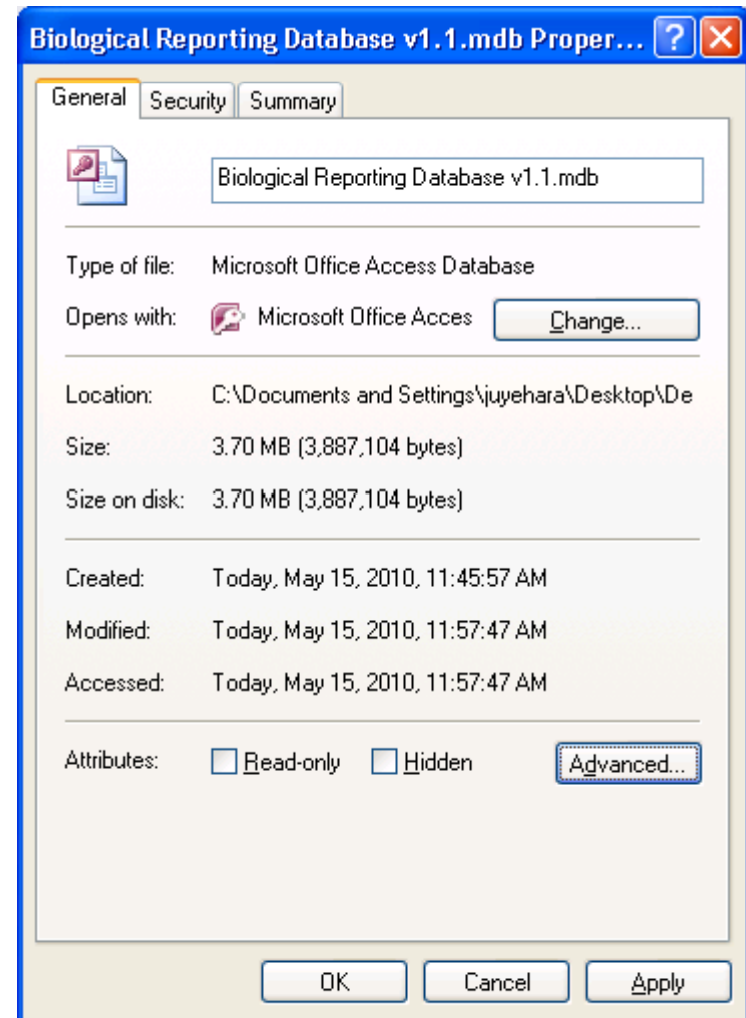 Biological Reporting Database v1.1.mdb Proper... ?
General Security Summary
Biological Reporting Database v1.1.mdb
Type of file: Microsoft Office Access Database
Opens with: Microsoft Office Acces Change...
Location: C:\Documents and Settings\juyehara\Desktop\De
Size: 3.70 MB (3,887,104 bytes)
Size on disk: 3.70 MB (3,887,104 bytes)
Created: Today, May 15, 2010, 11:45:57 AM
Modified: Today, May 15, 2010, 11:57:47 AM
Accessed: Today, May 15, 2010, 11:57:47 AM
Attributes: Read-only Hidden Advanced...
OK Cancel Apply